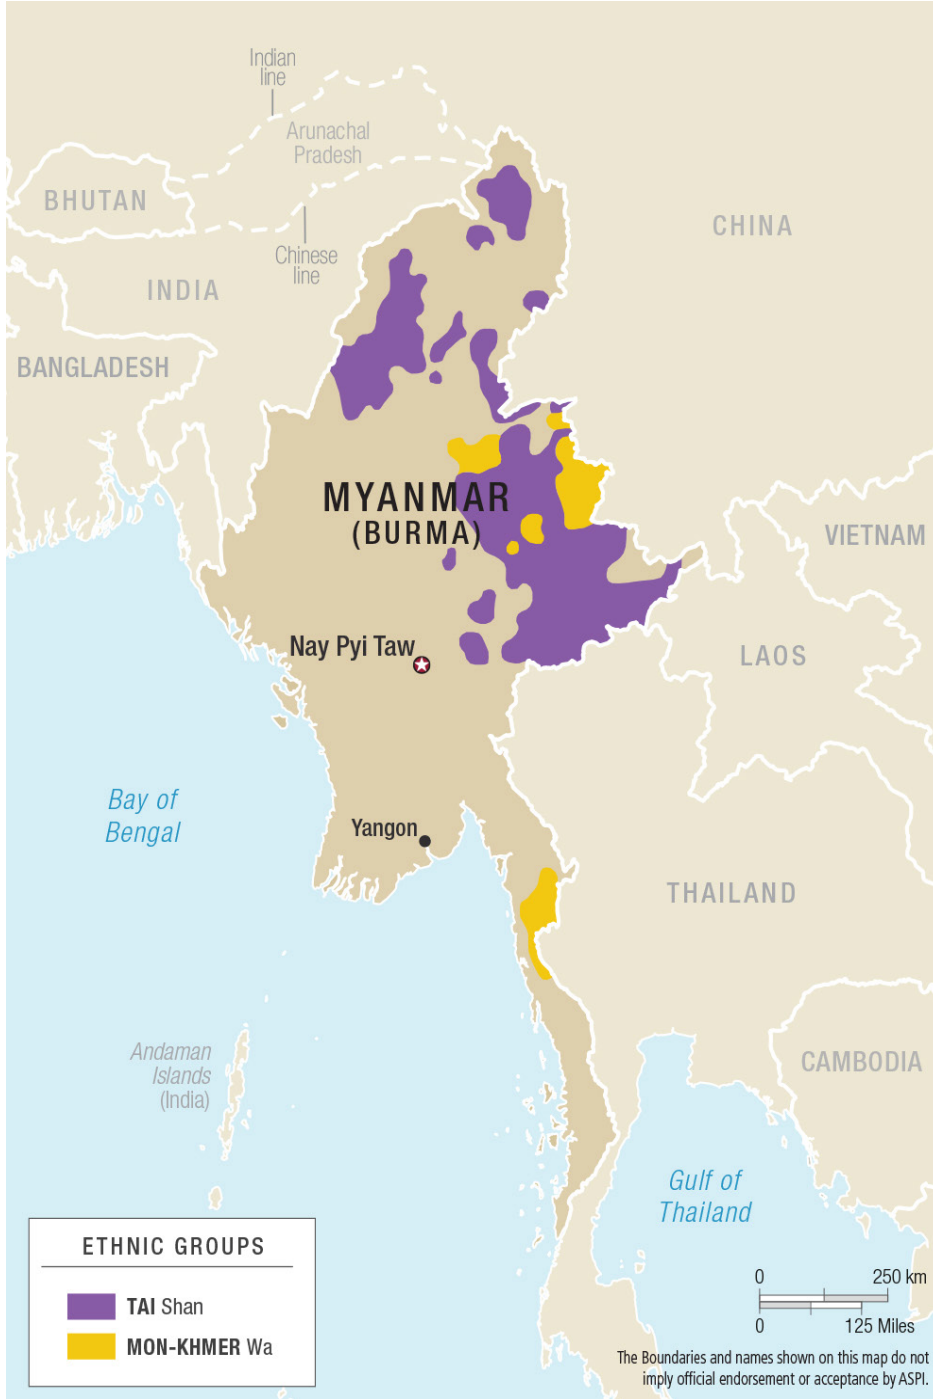 Indian
line
Arunachal
Pradesh
BHUTAN
CHINA
Chinese
line
INDIA
BANGLADESH
MYANMAR
(BURMA)
VIETNAM
Nay Pyi Taw
LAOS
Bay of
Bengal
Yangon
THAILAND
Andaman
Islands
(India)
CAMBODIA
Gulf of
Thailand
ETHNIC GROUPS
TAI Shan
MON-KHMER Wa
0 250 km
0 125 Miles
The Boundaries and names shown on this map do not
imply official endorsement or acceptance by ASPI.